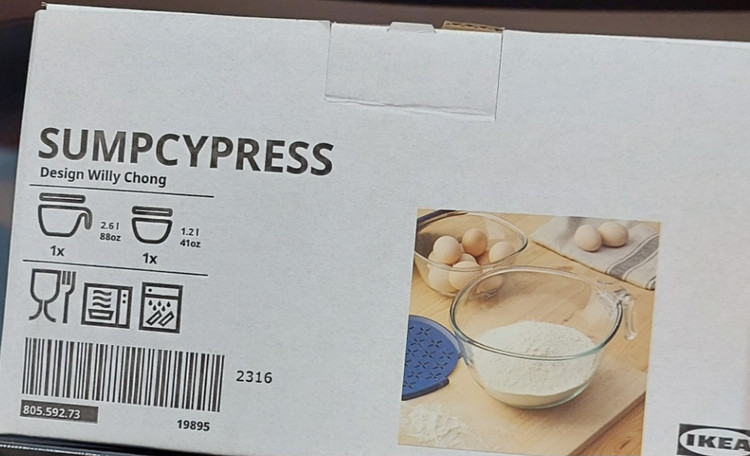 SUMPCYPRESS
Design Willy Chong
2.6 l
88oz
1.2 l
41oz
1x
1x
2316
805.592.73
19895
IKEA